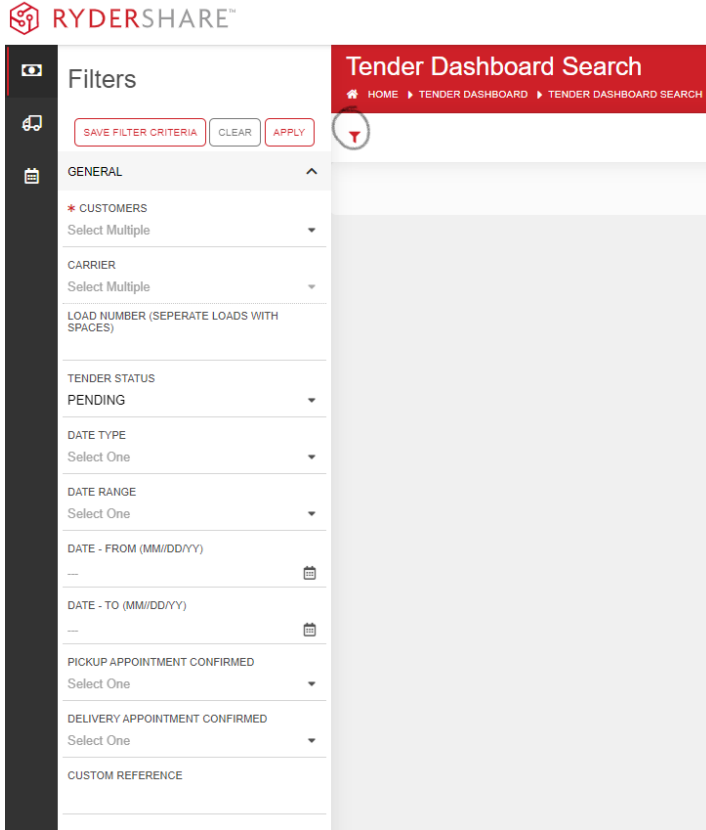 RYDERSHARE™
Filters
Tender Dashboard Search
HOME TENDER DASHBOARD TENDER DASHBOARD SEARCH
SAVE FILTER CRITERIA CLEAR APPLY
GENERAL
* CUSTOMERS
Select Multiple
CARRIER
Select Multiple
LOAD NUMBER (SEPERATE LOADS WITH
SPACES)
TENDER STATUS
PENDING
DATE TYPE
Select One
DATE RANGE
Select One
DATE - FROM (MM//DD/YY)
---
DATE - TO (MM//DD/YY)
---
PICKUP APPOINTMENT CONFIRMED
Select One
DELIVERY APPOINTMENT CONFIRMED
Select One
CUSTOM REFERENCE